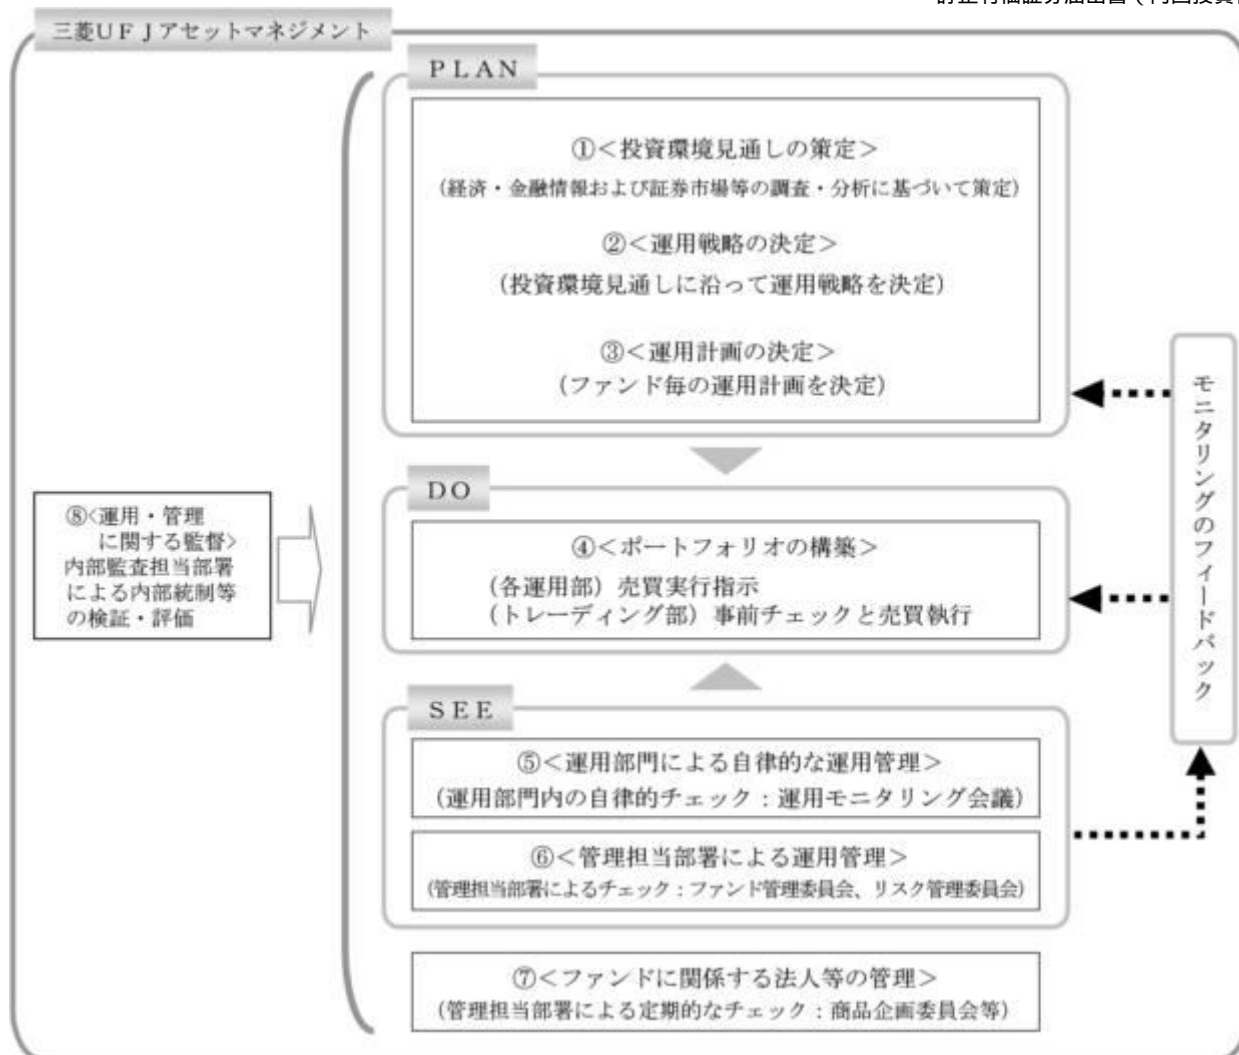 三菱UFJアセットマネジメント
PLAN
①<投資環境見通しの策定>
(経済・金融情報および証券市場等の調査・分析に基づいて策定)
②<運用戦略の決定>
(投資環境見通しに沿って運用戦略を決定)
③<運用計画の決定>
(ファンド毎の運用計画を決定)
DO
④<ポートフォリオの構築>
(各運用部)売買実行指示
(トレーディング部)事前チェックと売買執行
SEE
⑤<運用部門による自律的な運用管理>
(運用部門内の自律的チェック:運用モニタリング会議)
⑥<管理担当部署による運用管理>
(管理担当部署によるチェック:ファンド管理委員会、リスク管理委員会)
⑦<ファンドに関係する法人等の管理>
(管理担当部署による定期的なチェック:商品企画委員会等)
⑧<運用・管理
に関する監督>
内部監査担当部署
による内部統制等
の検証・評価
モニタリングのフィードバック